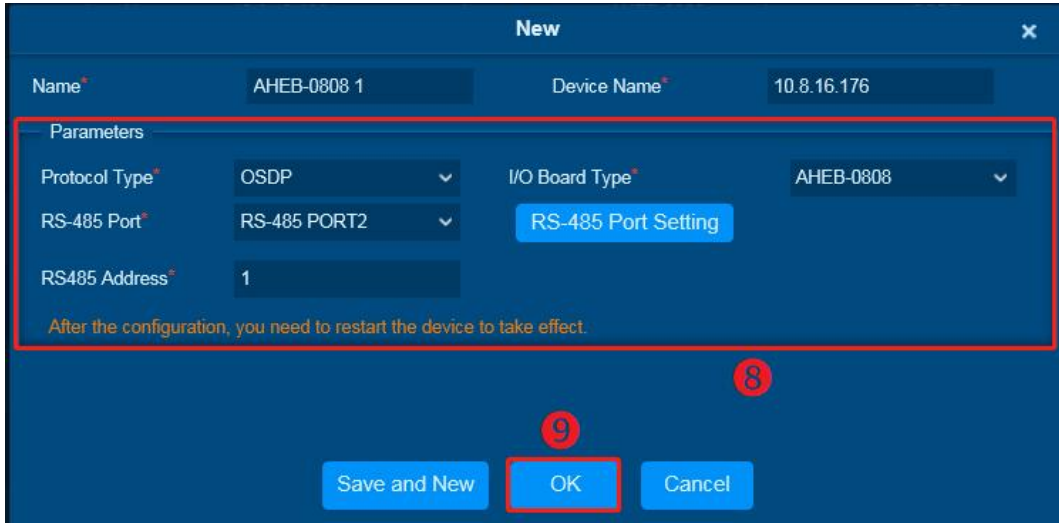 New
×
Name* AHEB-0808 1 Device Name* 10.8.16.176
Parameters
Protocol Type* OSDP I/O Board Type* AHEB-0808
RS-485 Port* RS-485 PORT2 RS-485 Port Setting
RS485 Address* 1
After the configuration, you need to restart the device to take effect.
8
9
Save and New OK Cancel